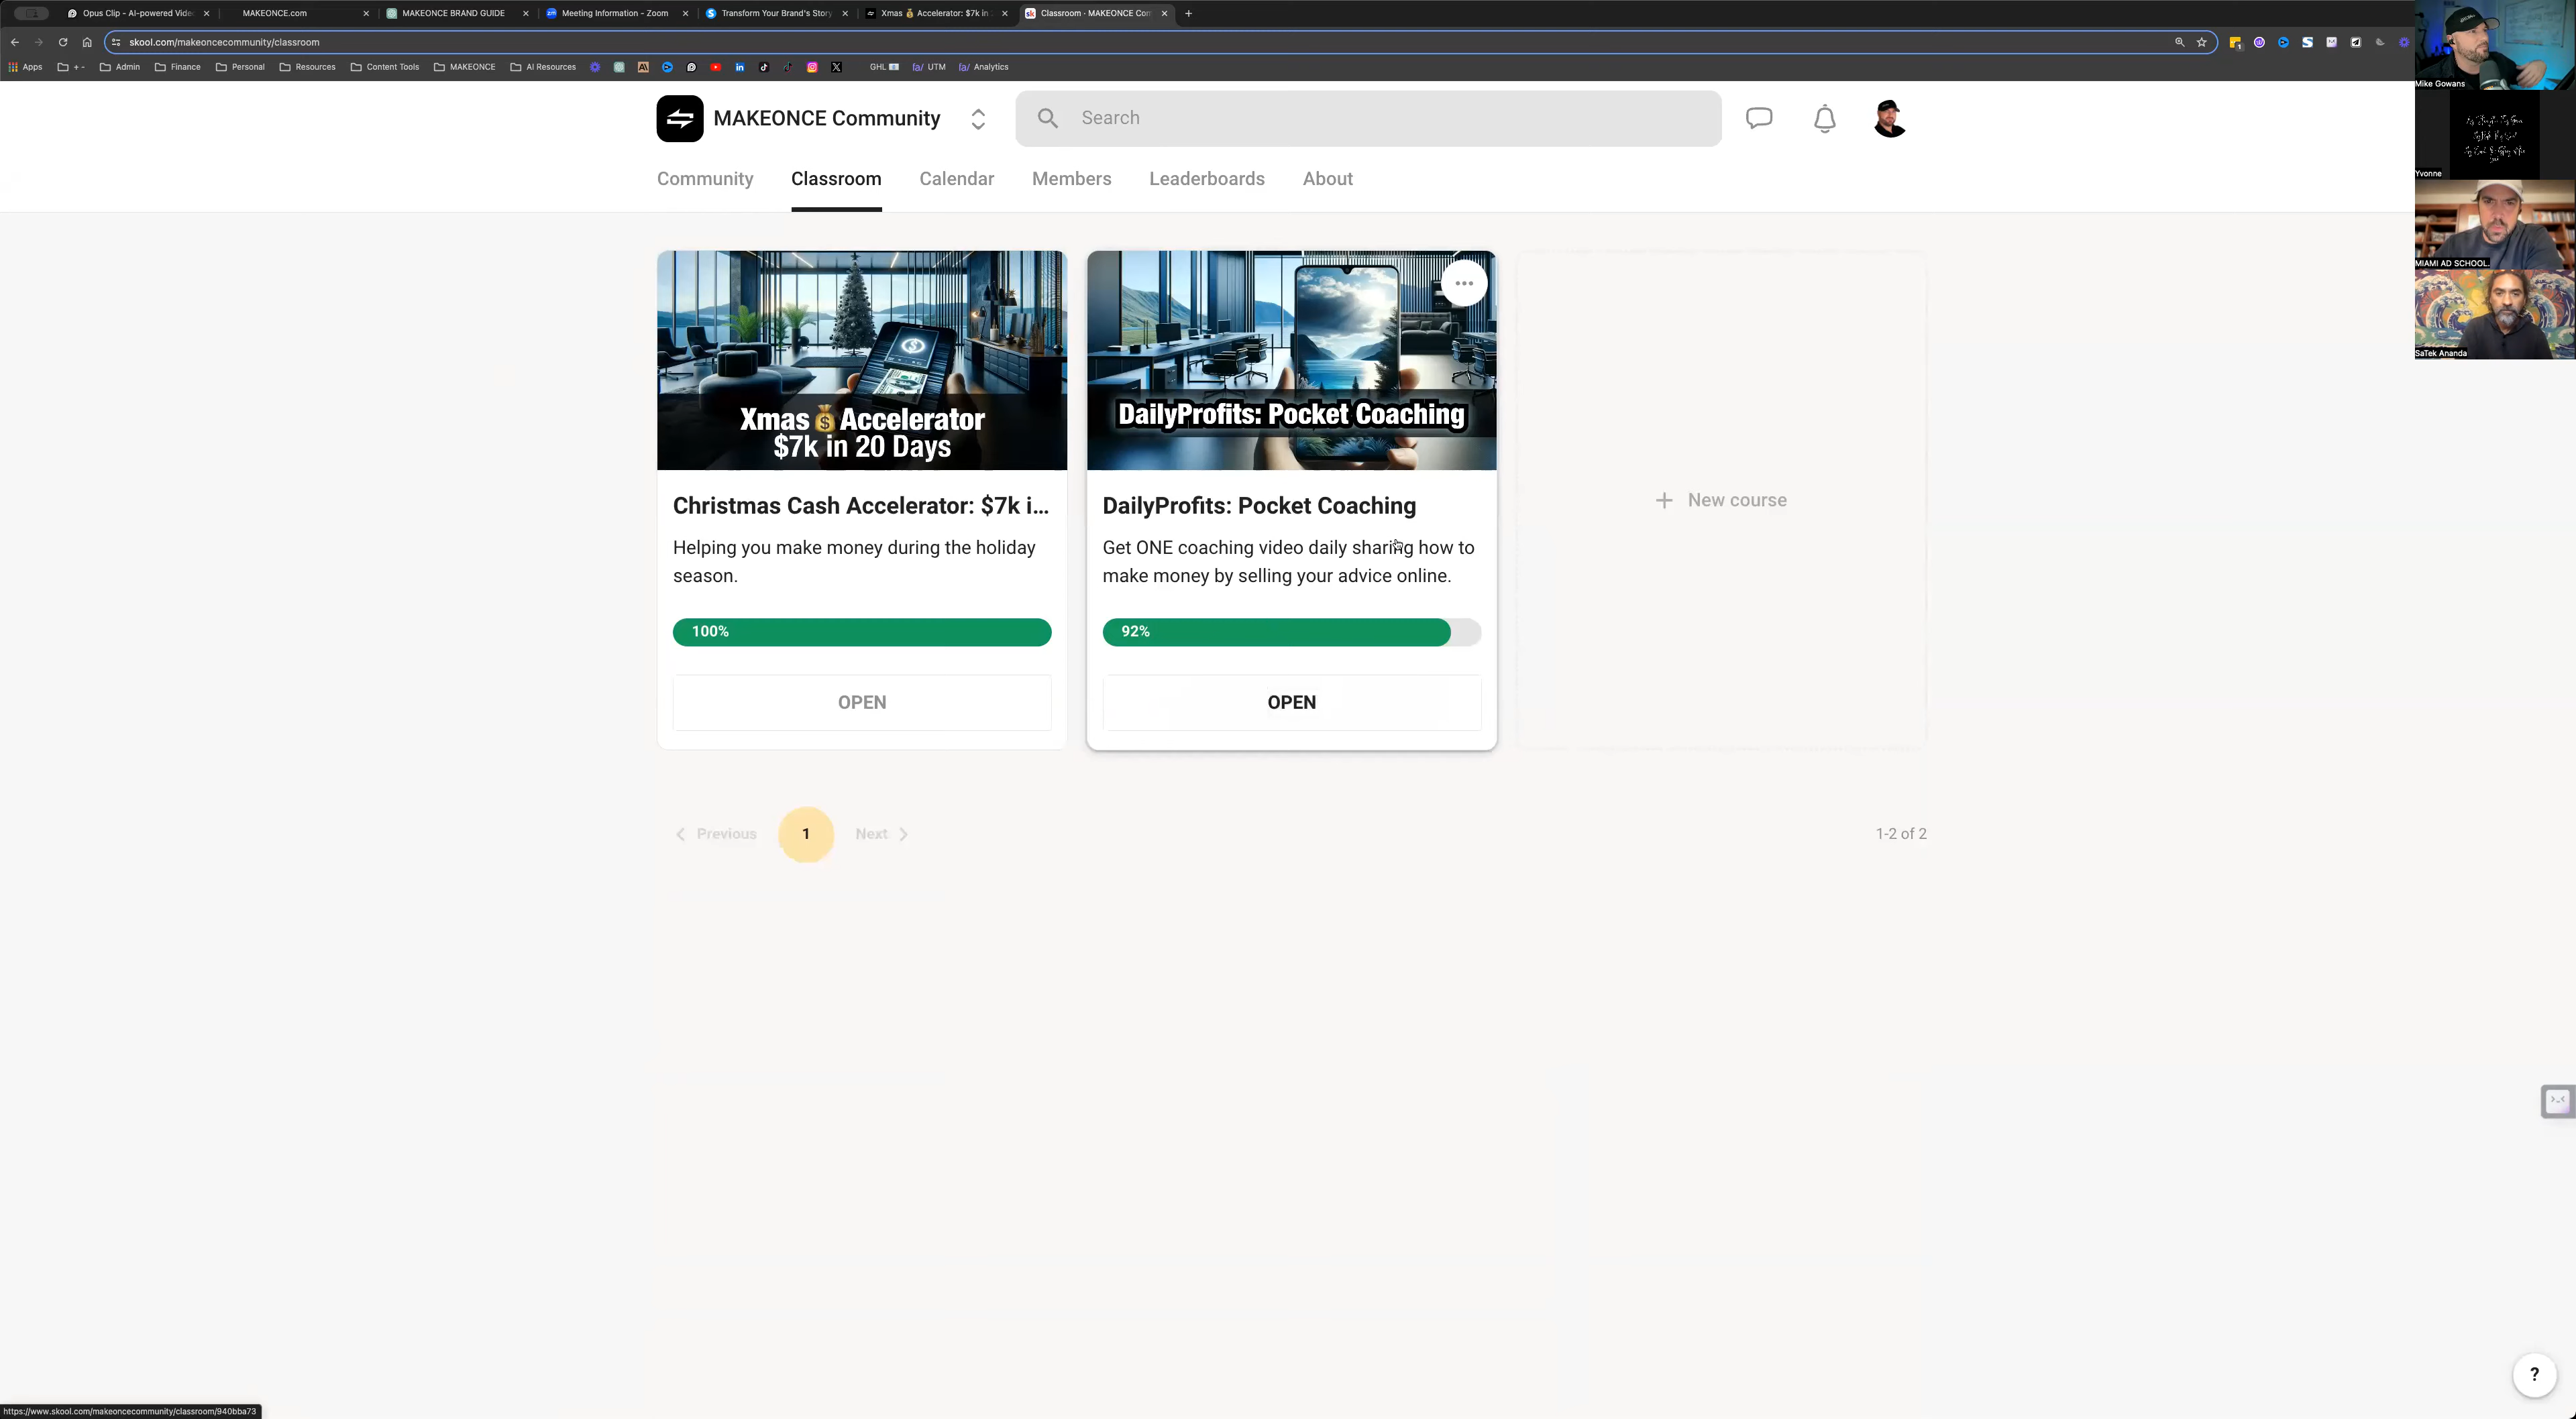 Opus Clip - AI-powered Vide
MAKEONCE.com
MAKEONCE BRAND GUIDE
Meeting Information - Zoom
Transform Your Brand's Story
Xmas 💰 Accelerator: $7k in
Classroom - MAKEONCE Com
skool.com/makeoncecommunity/classroom
Apps
+ -
Admin
Finance
Personal
Resources
Content Tools
MAKEONCE
AI Resources
GHL
UTM
Analytics
Mike Gowans
Yvonne
MIAMI AD SCHOOL.
SaTek Ananda
MAKEONCE Community
Search
Community
Classroom
Calendar
Members
Leaderboards
About
Xmas 💰 Accelerator
$7k in 20 Days
Christmas Cash Accelerator: $7k i...
Helping you make money during the holiday
season.
100%
OPEN
DailyProfits: Pocket Coaching
DailyProfits: Pocket Coaching
Get ONE coaching video daily sharing how to
make money by selling your advice online.
92%
OPEN
+ New course
Previous
1
Next
1-2 of 2
?
https://www.skool.com/makeoncecommunity/classroom/940bba73